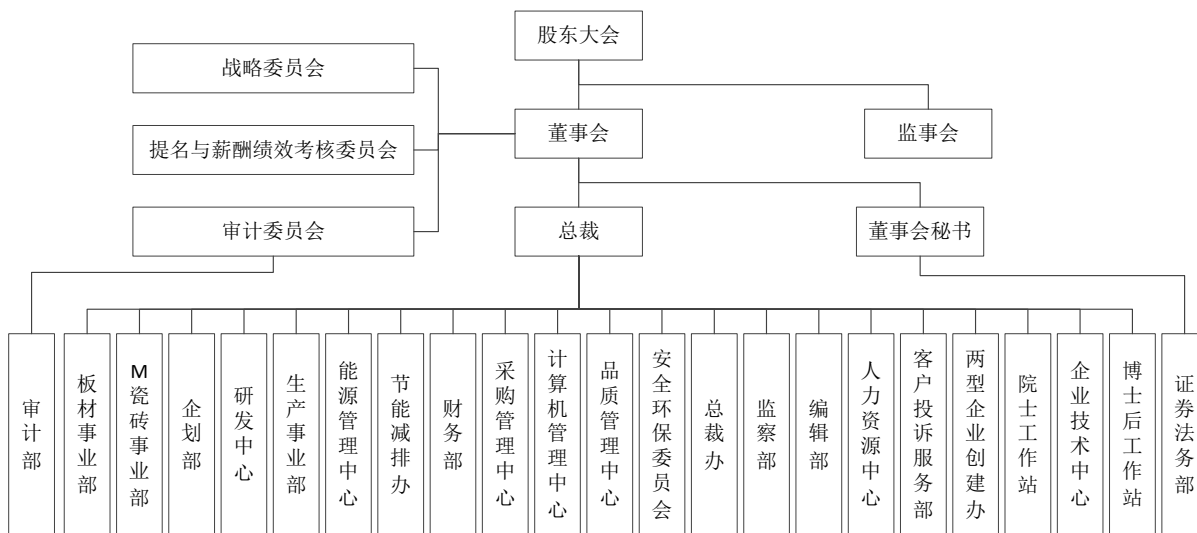 股东大会
战略委员会
提名与薪酬绩效考核委员会
董事会
监事会
审计委员会
总裁
董事会秘书
审计部
板材事业部
M瓷砖事业部
企划部
研发中心
生产事业部
能源管理中心
节能减排办
财务部
采购管理中心
计算机管理中心
品质管理中心
安全环保委员会
总裁办
监察部
编辑部
人力资源中心
客户投诉服务部
两型企业创建办
院士工作站
企业技术中心
博士后工作站
证券法务部